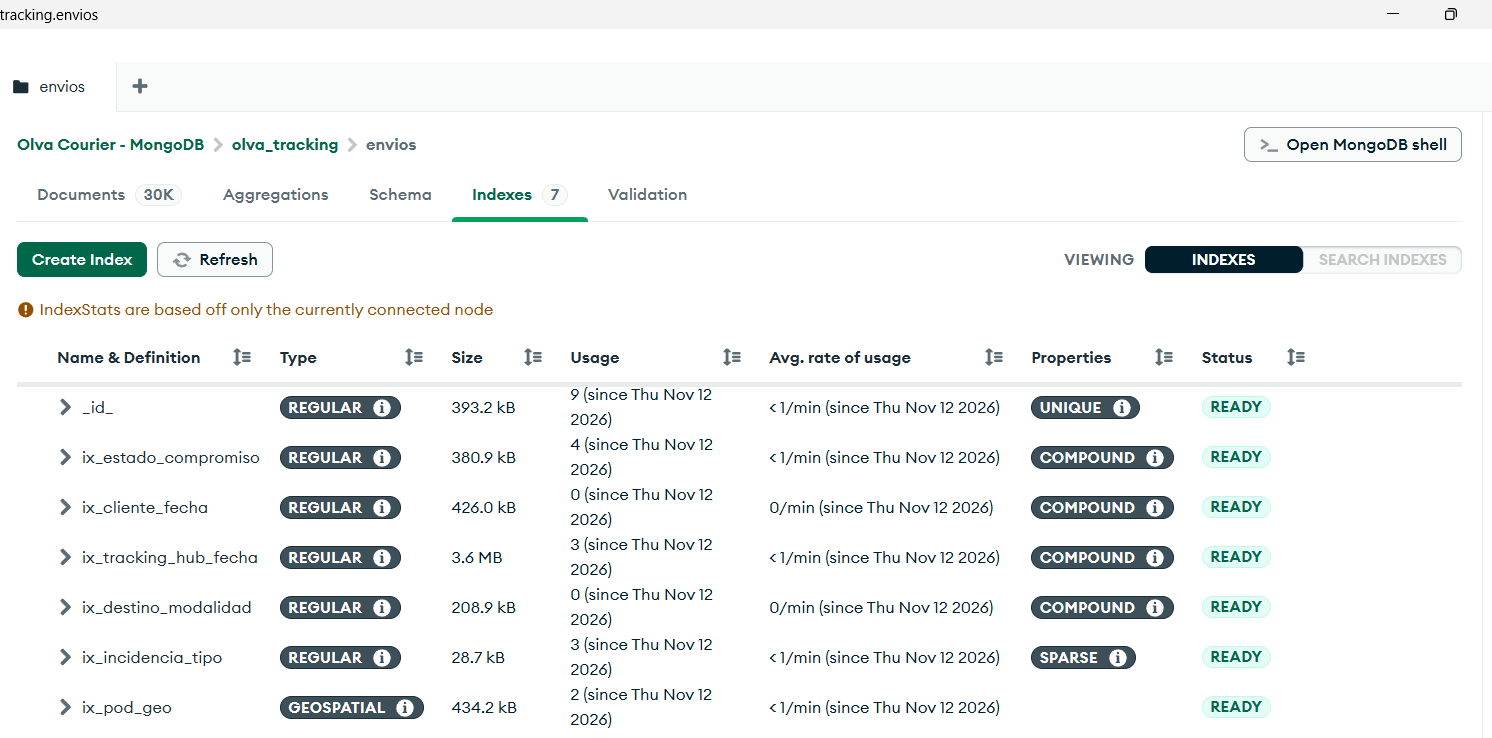 tracking.envios
envios
Olva Courier - MongoDB > olva_tracking > envios
>_ Open MongoDB shell
Documents 30K Aggregations Schema Indexes 7 Validation
Create Index Refresh VIEWING INDEXES SEARCH INDEXES
IndexStats are based off only the currently connected node
Name & Definition Type Size Usage Avg. rate of usage Properties Status
_id_ REGULAR 393.2 kB 9 (since Thu Nov 12 2026) <1/min (since Thu Nov 12 2026) UNIQUE READY
ix_estado_compromiso REGULAR 380.9 kB 4 (since Thu Nov 12 2026) <1/min (since Thu Nov 12 2026) COMPOUND READY
ix_cliente_fecha REGULAR 426.0 kB 0 (since Thu Nov 12 2026) 0/min (since Thu Nov 12 2026) COMPOUND READY
ix_tracking_hub_fecha REGULAR 3.6 MB 3 (since Thu Nov 12 2026) <1/min (since Thu Nov 12 2026) COMPOUND READY
ix_destino_modalidad REGULAR 208.9 kB 0 (since Thu Nov 12 2026) 0/min (since Thu Nov 12 2026) COMPOUND READY
ix_incidencia_tipo REGULAR 28.7 kB 3 (since Thu Nov 12 2026) <1/min (since Thu Nov 12 2026) SPARSE READY
ix_pod_geo GEOSPATIAL 434.2 kB 2 (since Thu Nov 12 2026) <1/min (since Thu Nov 12 2026) READY